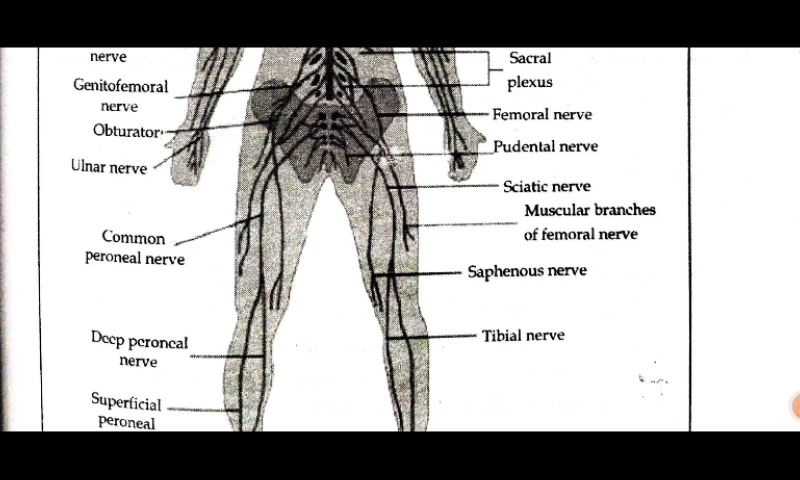 nerve
Genitofemoral
nerve
Obturator
Ulnar nerve
Common
peroneal nerve
Deep peroneal
nerve
Superficial
peroneal
Sacral
plexus
Femoral nerve
Pudental nerve
Sciatic nerve
Muscular branches
of femoral nerve
Saphenous nerve
Tibial nerve